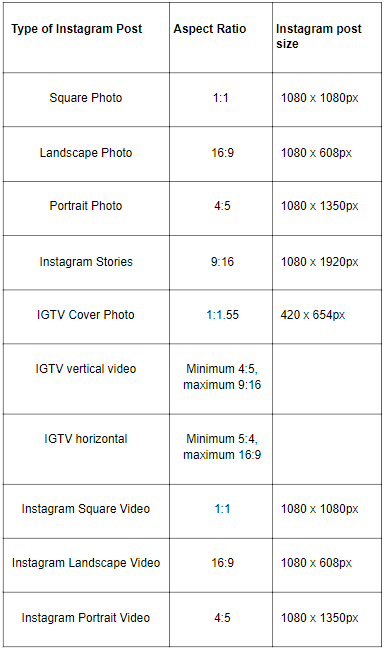 Type of Instagram Post Aspect Ratio Instagram post
size
Square Photo 1:1 1080 x 1080px
Landscape Photo 16:9 1080 x 608px
Portrait Photo 4:5 1080 x 1350px
Instagram Stories 9:16 1080 x 1920px
IGTV Cover Photo 1:1.55 420 x 654px
IGTV vertical video Minimum 4:5,
maximum 9:16
IGTV horizontal Minimum 5:4,
maximum 16:9
Instagram Square Video 1:1 1080 x 1080px
Instagram Landscape Video 16:9 1080 x 608px
Instagram Portrait Video 4:5 1080 x 1350px